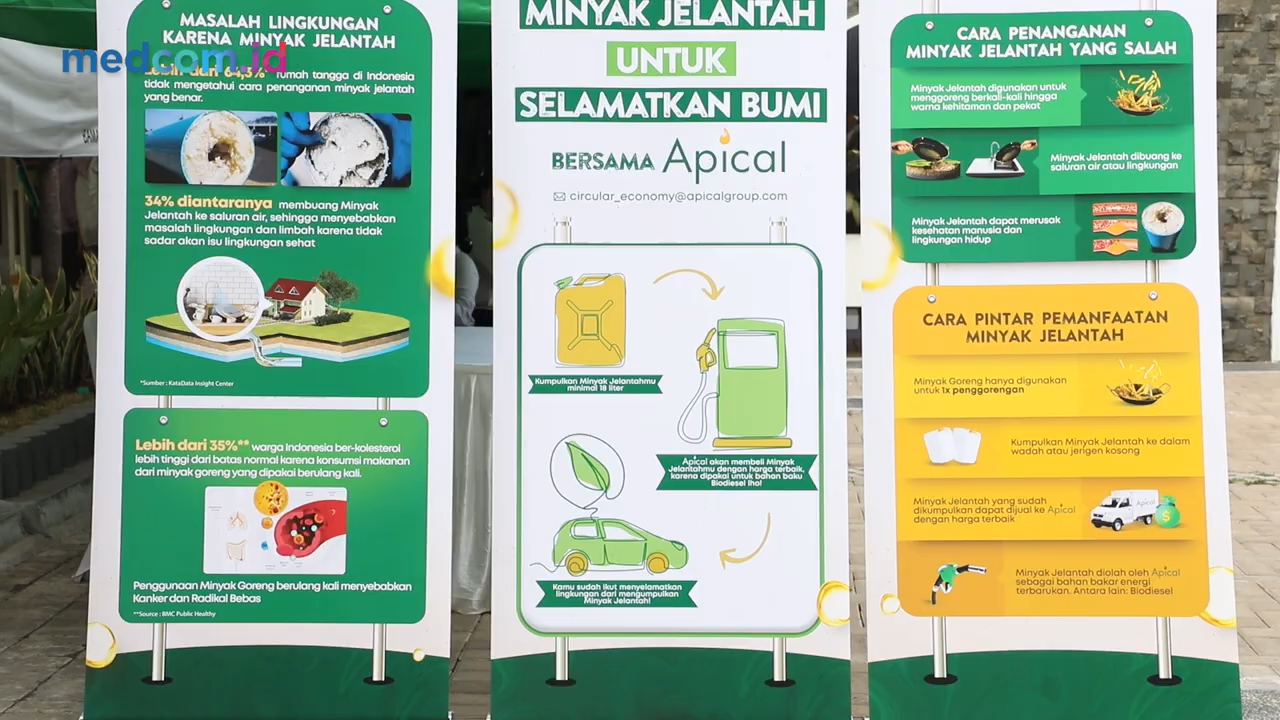 medcom.id
MASALAH LINGKUNGAN
KARENA MINYAK JELANTAH
rumah tangga di Indonesia
tidak mengetahui cara penanganan minyak jelantah
yang benar.
34% diantaranya membuang Minyak
Jelantah ke saluran air, sehingga menyebabkan
masalah lingkungan dan limbah karena tidak
sadar akan isu lingkungan sehat
*Sumber : KataData Insight Center
Lebih dari 35%** warga Indonesia ber-kolesterol
lebih tinggi dari batas normal karena konsumsi makanan
dari minyak goreng yang dipakai berulang kali.
Penggunaan Minyak Goreng berulang kali menyebabkan
Kanker dan Radikal Bebas
**Source : BMC Public Healthy
MINYAK JELANTAH
UNTUK
SELAMATKAN BUMI
BERSAMA Apical
circular_economy@apicalgroup.com
Kumpulkan Minyak Jelantahmu
minimal 18 liter
Apical akan membeli Minyak
Jelantahmu dengan harga terbaik,
karena dipakai untuk bahan baku
Biodiesel lho!
Kamu sudah ikut menyelamatkan
lingkungan dari mengumpulkan
Minyak Jelantah!
CARA PENANGANAN
MINYAK JELANTAH YANG SALAH
Minyak Jelantah digunakan untuk
menggoreng berkali-kali hingga
warna kehitaman dan pekat
Minyak Jelantah dibuang ke
saluran air atau lingkungan
Minyak Jelantah dapat merusak
kesehatan manusia dan
lingkungan hidup
CARA PINTAR PEMANFAATAN
MINYAK JELANTAH
Minyak Goreng hanya digunakan
untuk 1x penggorengan
Kumpulkan Minyak Jelantah ke dalam
wadah atau jerigen kosong
Minyak Jelantah yang sudah
dikumpulkan dapat dijual ke Apical
dengan harga terbaik
Apical
Minyak Jelantah diolah oleh Apical
sebagai bahan bakar energi
terbarukan. Antara lain: Biodiesel